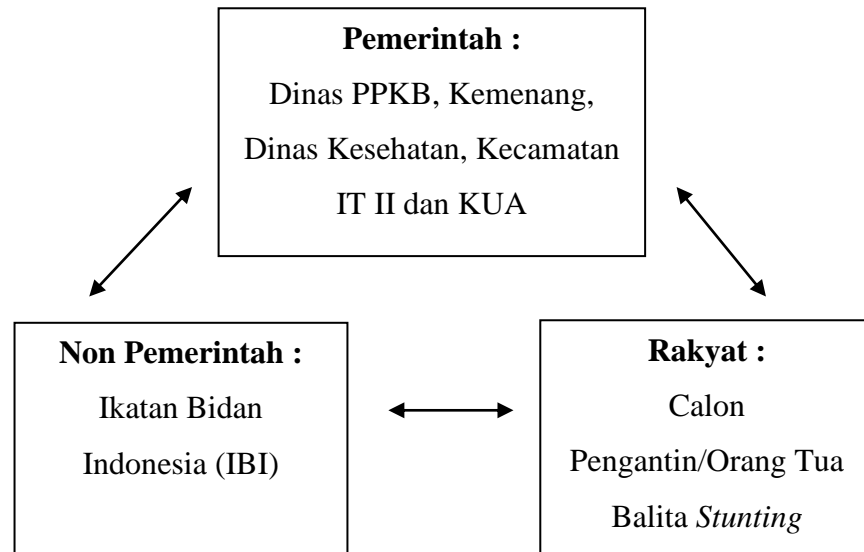 Pemerintah :
Dinas PPKB, Kemenang,
Dinas Kesehatan, Kecamatan
IT II dan KUA
Non Pemerintah :
Ikatan Bidan
Indonesia (IBI)
Rakyat :
Calon
Pengantin/Orang Tua
Balita Stunting